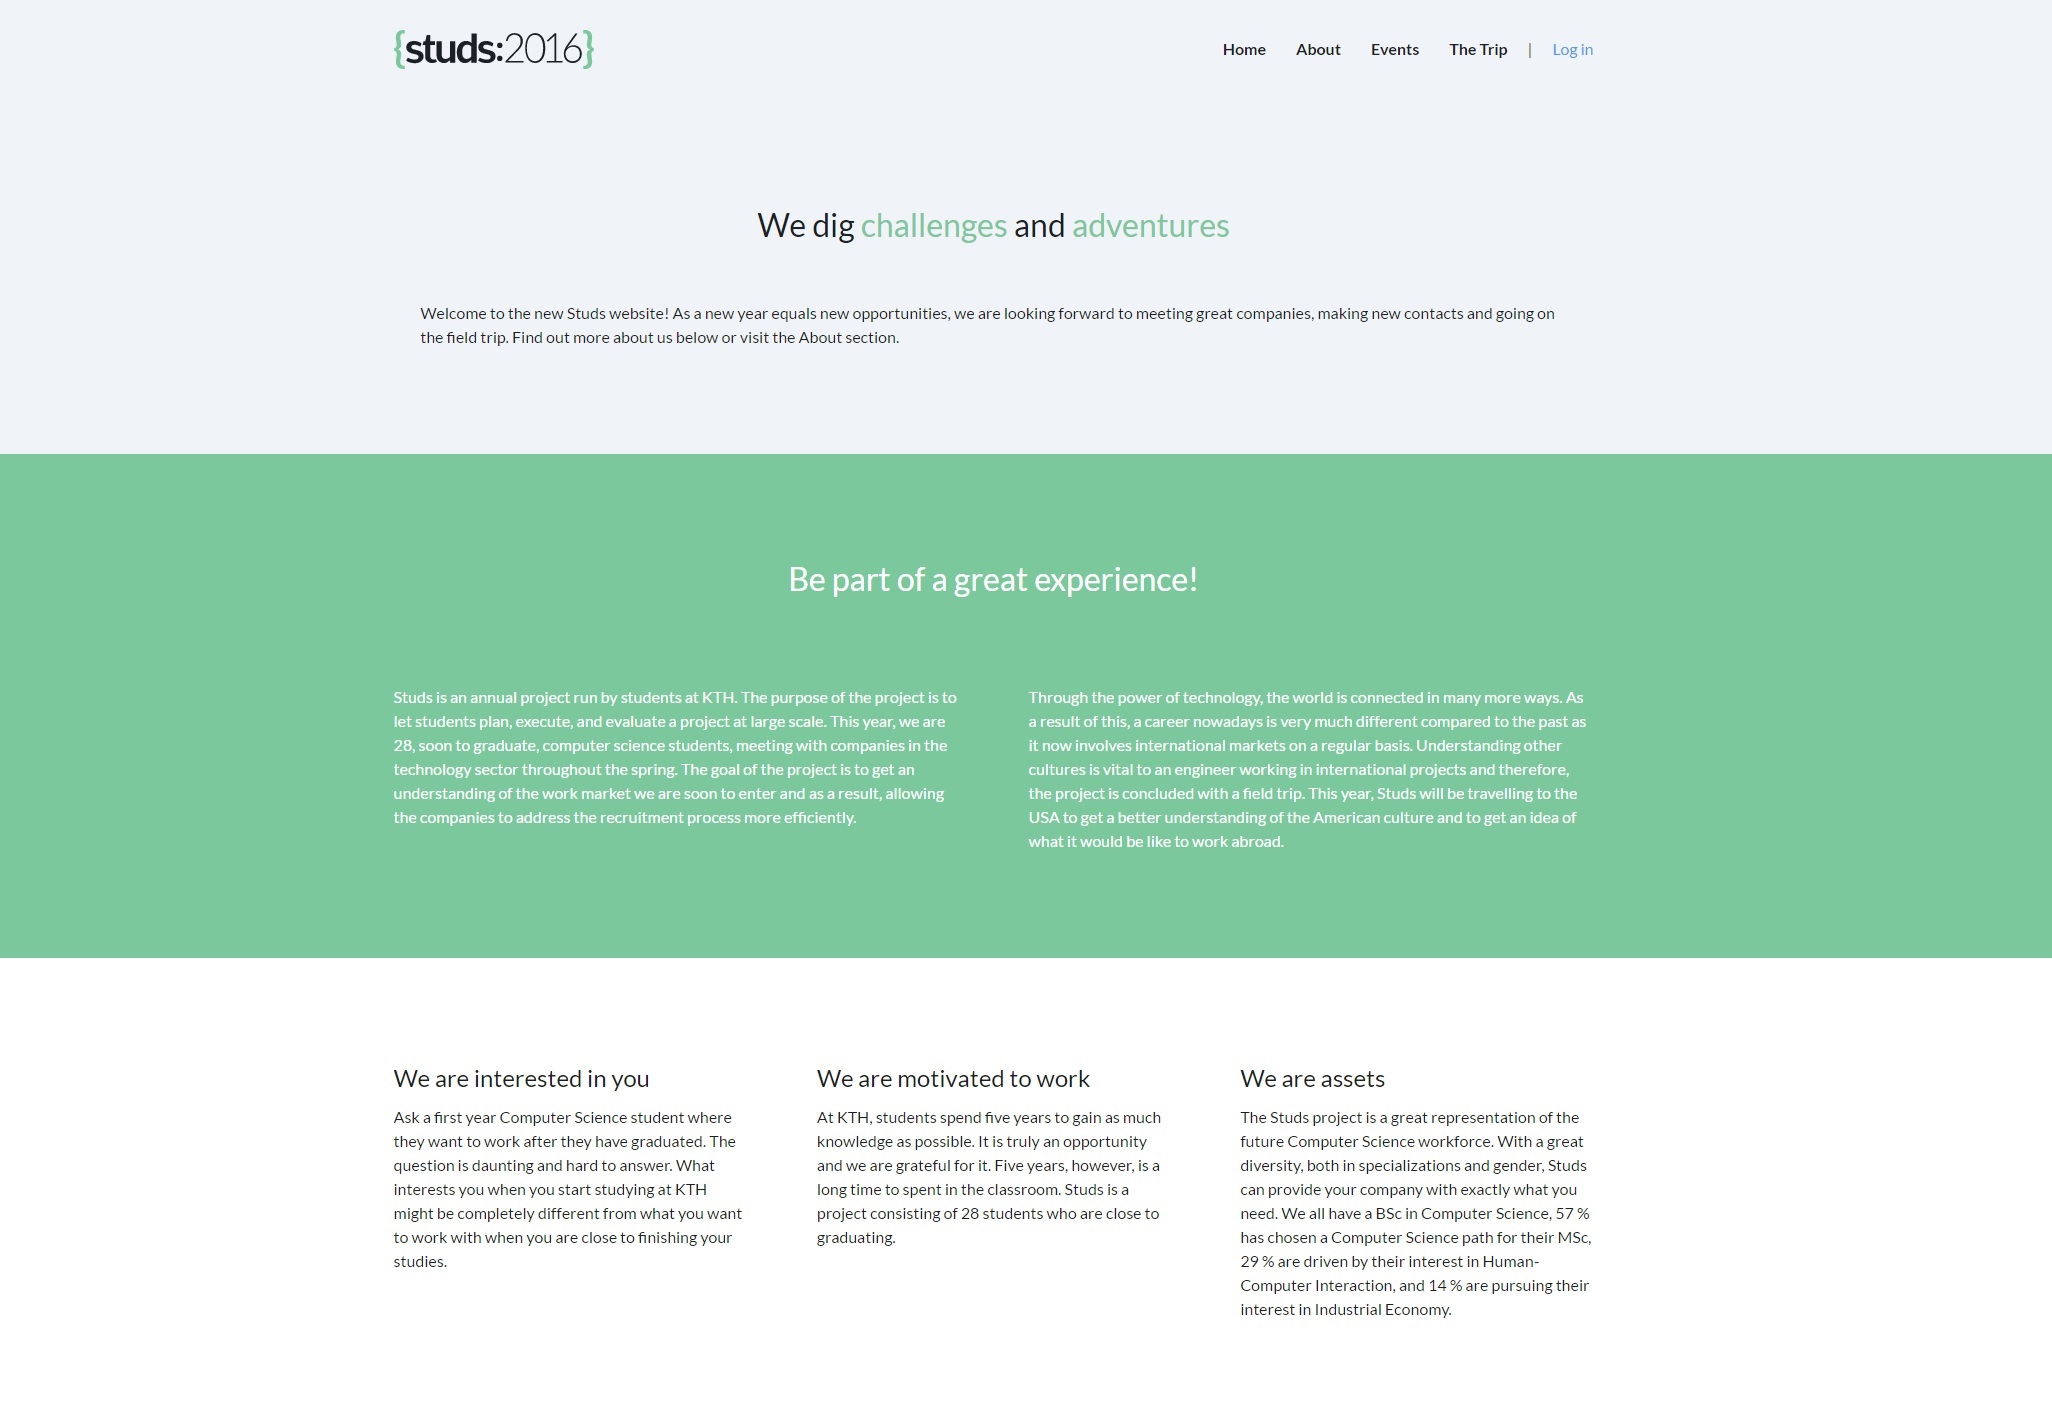 {studs:2016}
Home About Events The Trip | Log in
We dig challenges and adventures
Welcome to the new Studs website! As a new year equals new opportunities, we are looking forward to meeting great companies, making new contacts and going on
the field trip. Find out more about us below or visit the About section.
Be part of a great experience!
Studs is an annual project run by students at KTH. The purpose of the project is to
let students plan, execute, and evaluate a project at large scale. This year, we are
28, soon to graduate, computer science students, meeting with companies in the
technology sector throughout the spring. The goal of the project is to get an
understanding of the work market we are soon to enter and as a result, allowing
the companies to address the recruitment process more efficiently.
Through the power of technology, the world is connected in many more ways. As
a result of this, a career nowadays is very much different compared to the past as
it now involves international markets on a regular basis. Understanding other
cultures is vital to an engineer working in international projects and therefore,
the project is concluded with a field trip. This year, Studs will be travelling to the
USA to get a better understanding of the American culture and to get an idea of
what it would be like to work abroad.
We are interested in you
Ask a first year Computer Science student where
they want to work after they have graduated. The
question is daunting and hard to answer. What
interests you when you start studying at KTH
might be completely different from what you want
to work with when you are close to finishing your
studies.
We are motivated to work
At KTH, students spend five years to gain as much
knowledge as possible. It is truly an opportunity
and we are grateful for it. Five years, however, is a
long time to spent in the classroom. Studs is a
project consisting of 28 students who are close to
graduating.
We are assets
The Studs project is a great representation of the
future Computer Science workforce. With a great
diversity, both in specializations and gender, Studs
can provide your company with exactly what you
need. We all have a BSc in Computer Science, 57 %
has chosen a Computer Science path for their MSc,
29 % are driven by their interest in Human-
Computer Interaction, and 14 % are pursuing their
interest in Industrial Economy.